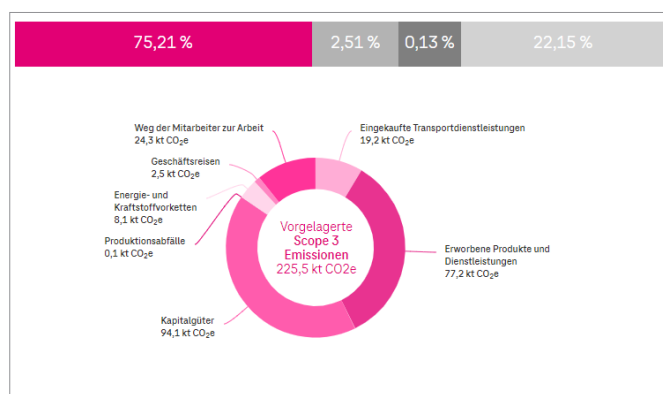 75,21 %
2,51 %
0,13 %
22,15 %
Weg der Mitarbeiter zur Arbeit
24,3 kt CO₂e
Eingekaufte Transportdienstleistungen
19,2 kt CO₂e
Geschäftsreisen
2,5 kt CO₂e
Energie- und
Kraftstoffvorketten
8,1 kt CO₂e
Produktionsabfälle
0,1 kt CO₂e
Vorgelagerte
Scope 3
Emissionen
225,5 kt CO2e
Erworbene Produkte und
Dienstleistungen
77,2 kt CO₂e
Kapitalgüter
94,1 kt CO₂e